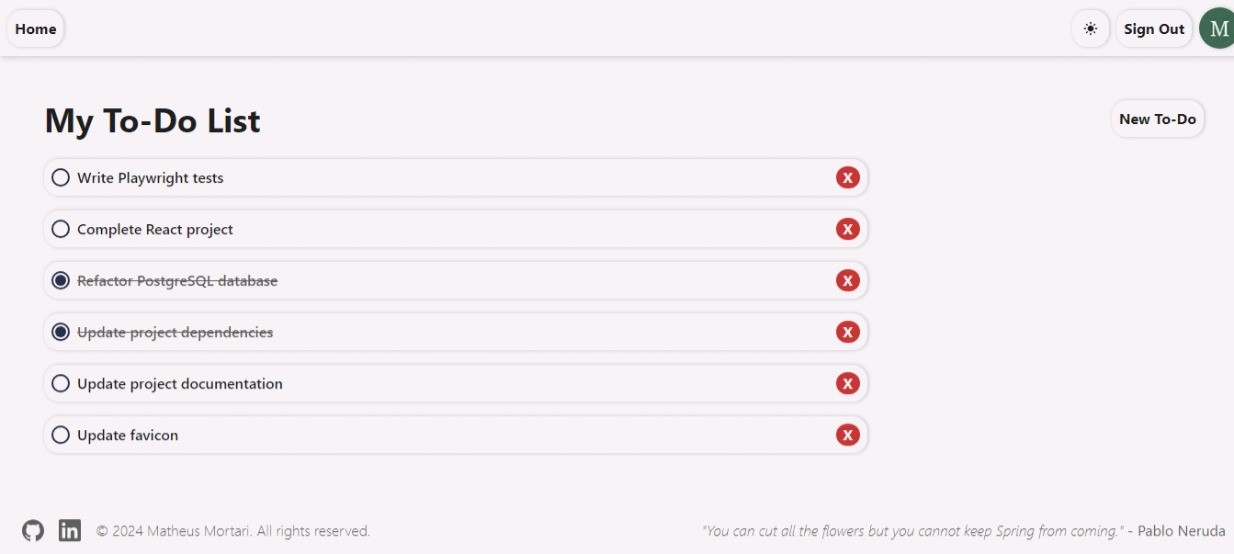 Home
Sign Out
M
My To-Do List
New To-Do
Write Playwright tests
X
Complete React project
X
Refactor PostgreSQL database
X
Update project dependencies
X
Update project documentation
X
Update favicon
X
in
© 2024 Matheus Mortari. All rights reserved.
"You can cut all the flowers but you cannot keep Spring from coming." - Pablo Neruda